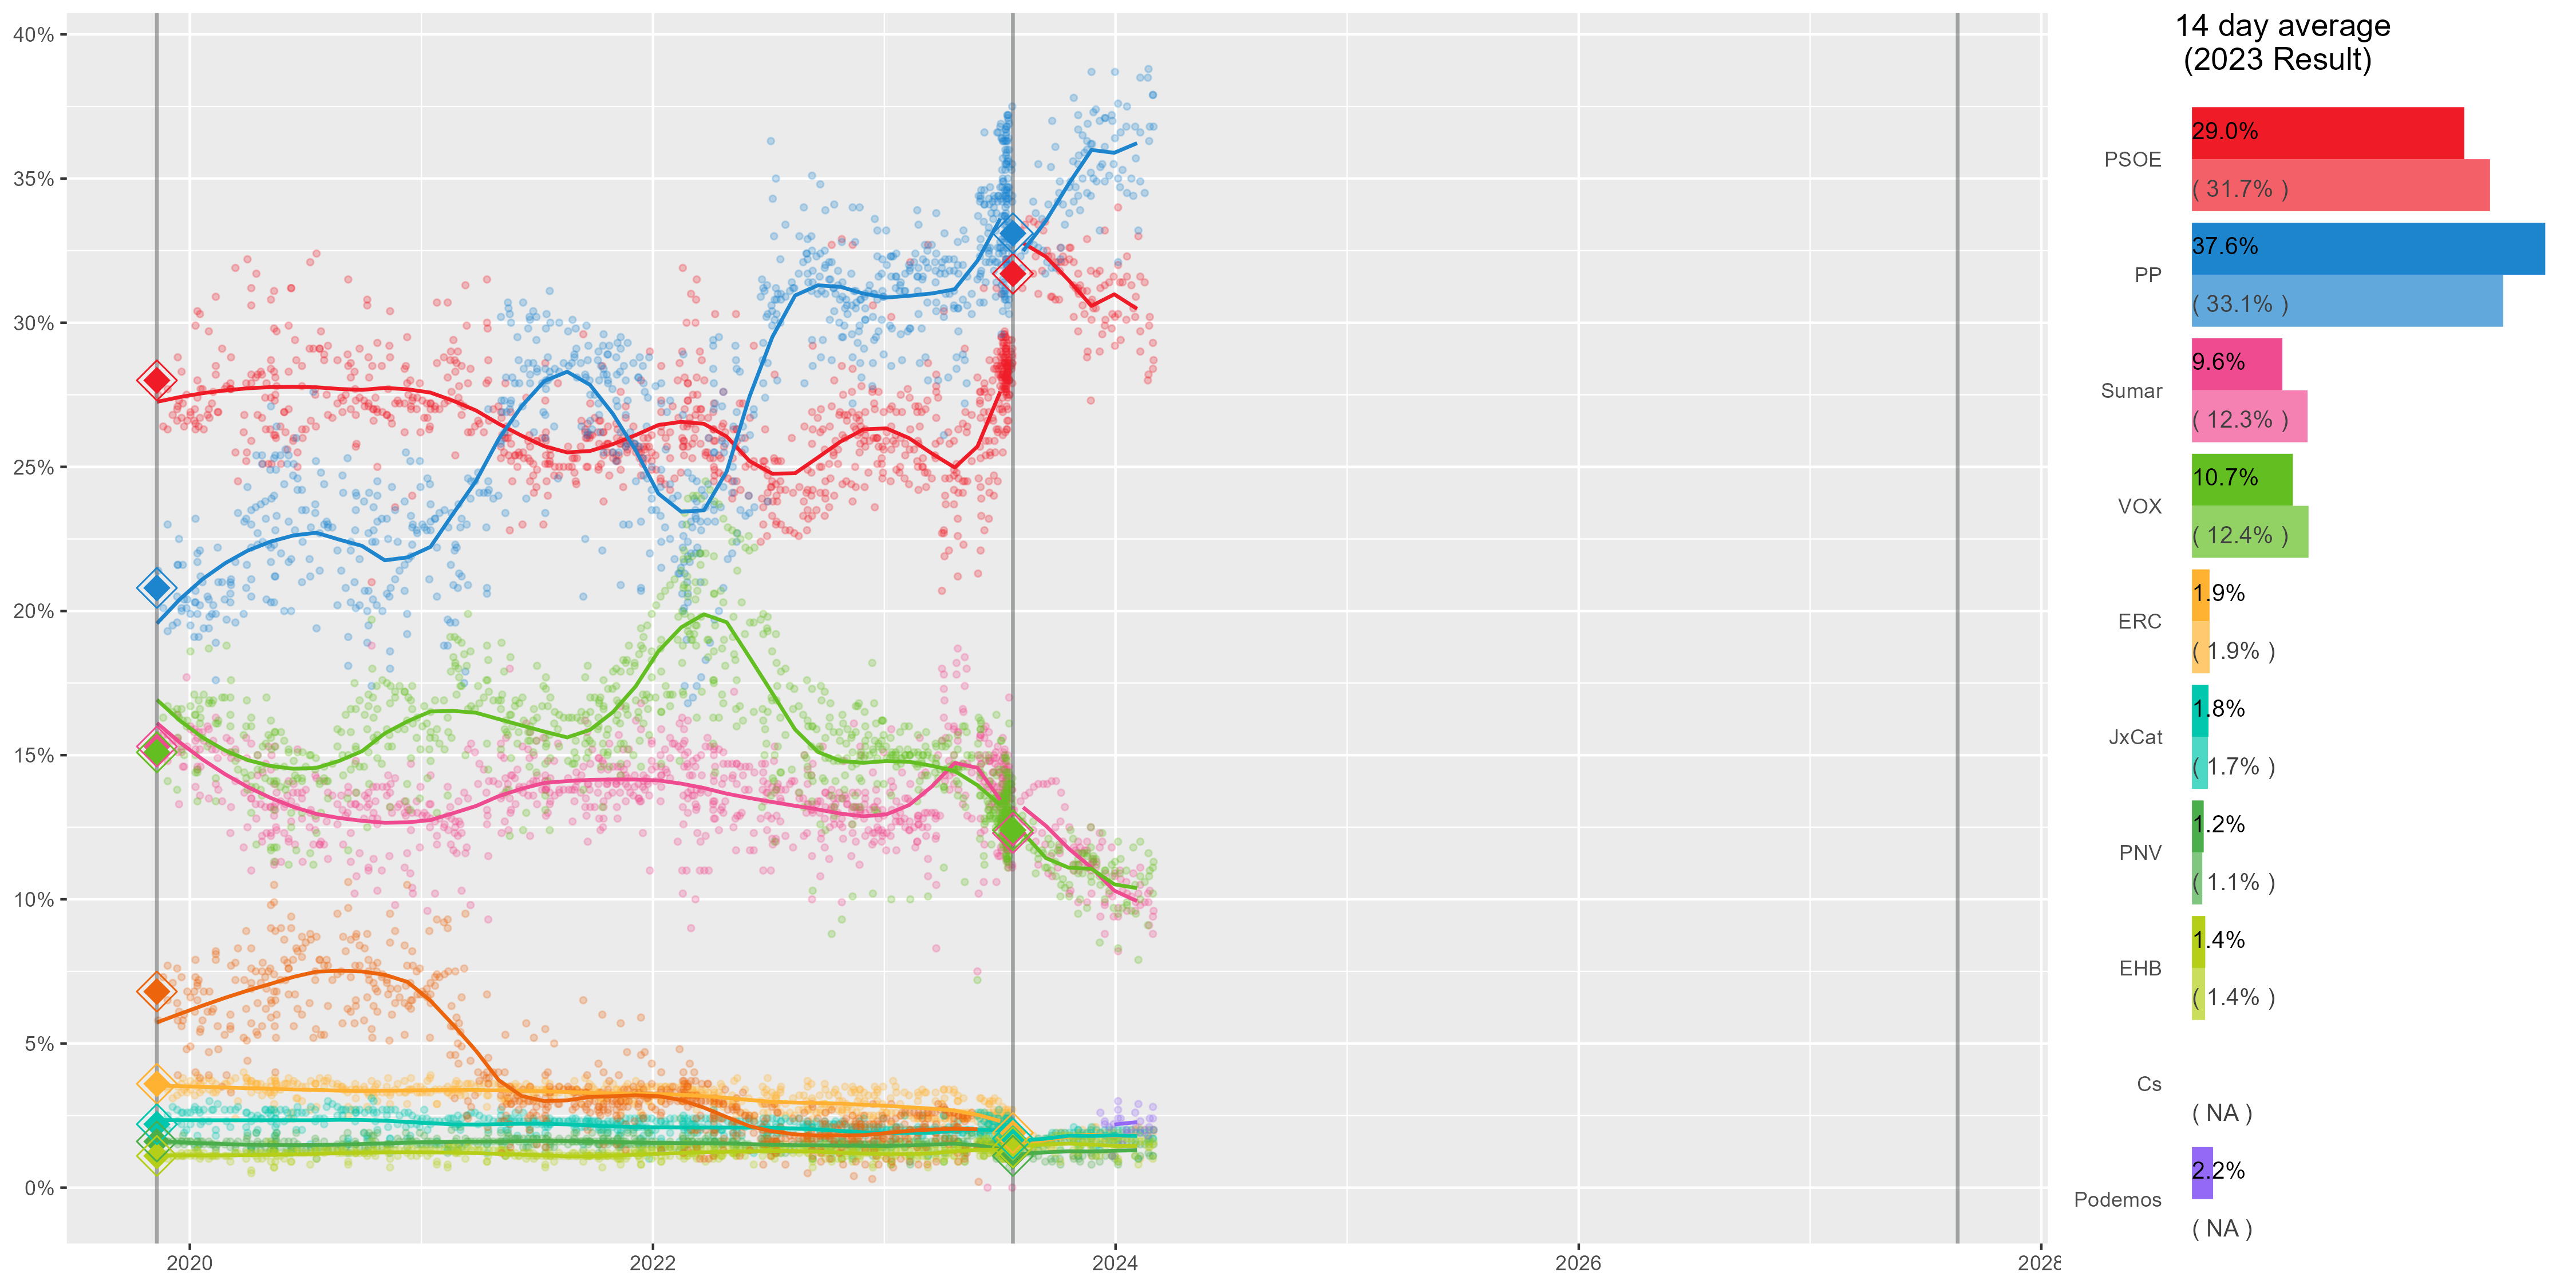 40%
35%
30%
25%
20%
15%
10%
5%
0%
2020
2022
2024
2026
2028
14 day average
(2023 Result)
PSOE
29.0%
( 31.7% )
PP
37.6%
( 33.1% )
Sumar
9.6%
( 12.3% )
VOX
10.7%
( 12.4% )
ERC
1.9%
( 1.9% )
JxCat
1.8%
( 1.7% )
PNV
1.2%
( 1.1% )
EHB
1.4%
( 1.4% )
Cs
( NA )
Podemos
2.2%
( NA )